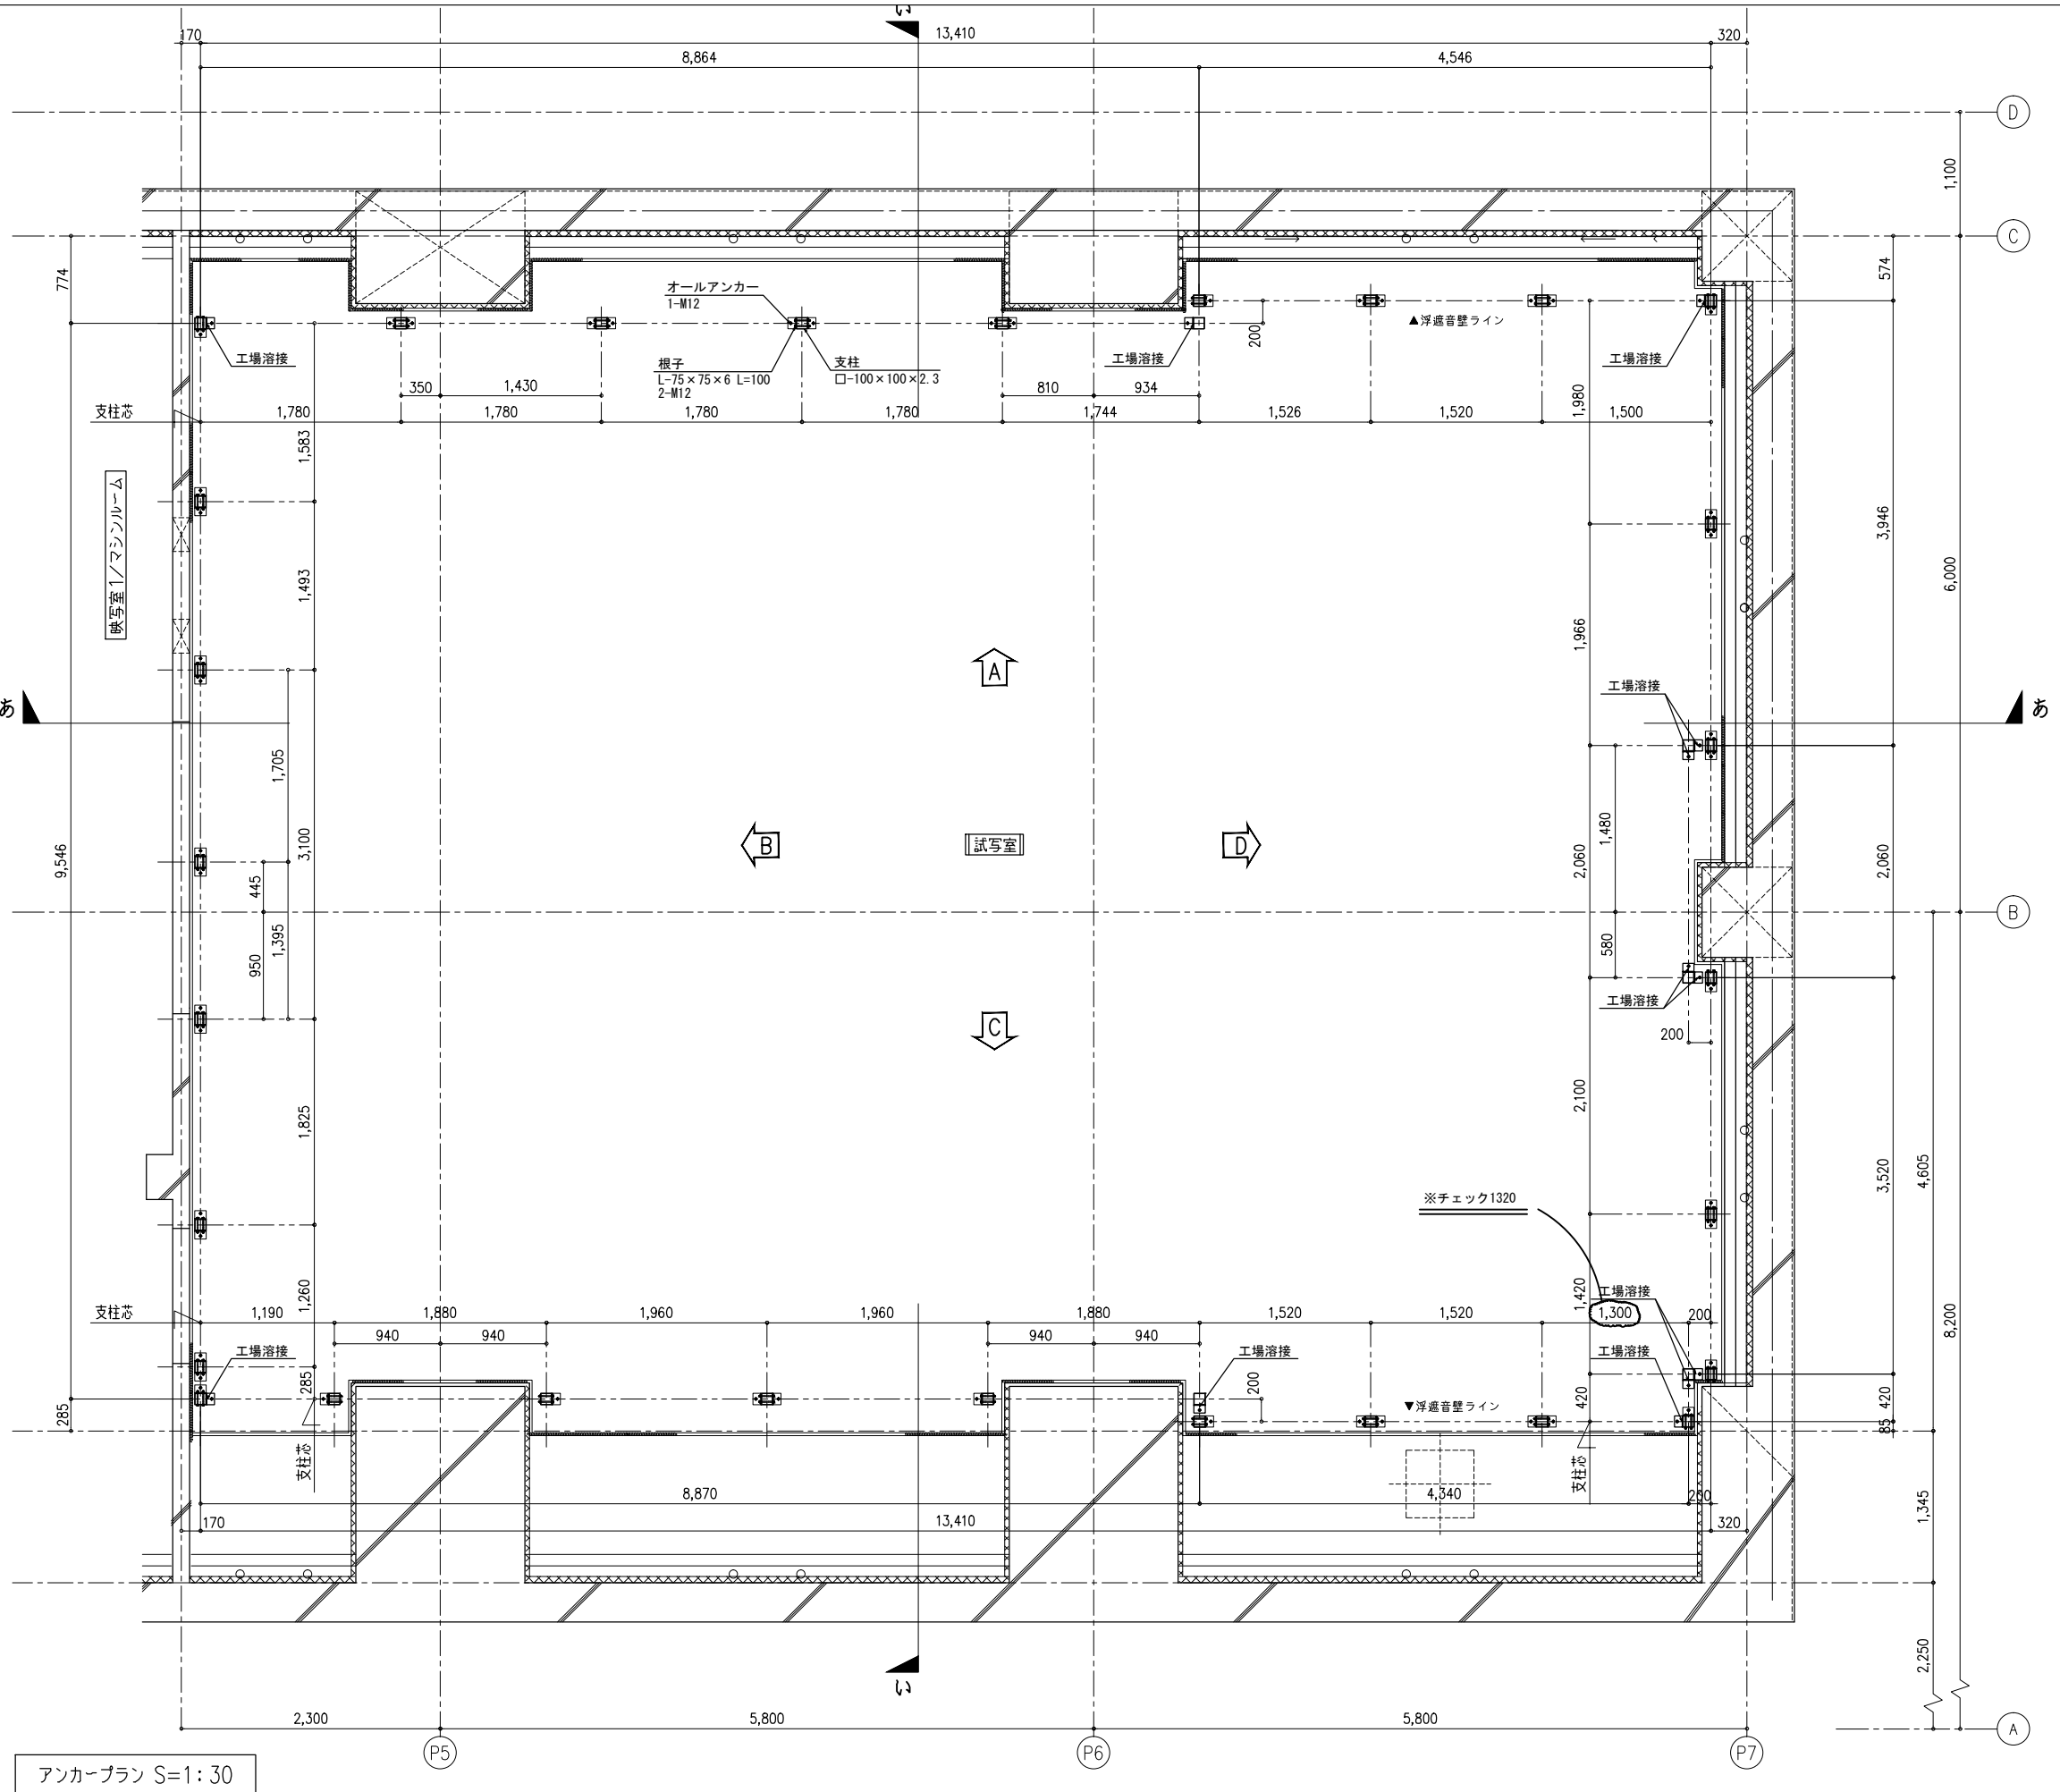 い
170
13,410
320
8,864
4,546
D
1,100
C
774
574
オールアンカー
1-M12
▲浮遮音壁ライン
200
工場溶接
根子
L-75×75×6 L=100
2-M12
支柱
□-100×100×2.3
工場溶接
工場溶接
350
1,430
810
934
1,980
支柱芯
1,780
1,780
1,780
1,780
1,744
1,526
1,520
1,500
1,583
映写室1/マシンルーム
1,493
3,946
6,000
1,966
A
工場溶接
あ
あ
1,705
9,546
3,100
B
試写室
D
1,480
2,060
2,060
445
B
1,395
950
580
工場溶接
C
200
2,100
1,825
4,605
3,520
※チェック1320
1,260
1,420
工場溶接
支柱芯
1,190
1,880
1,960
1,960
1,880
1,520
1,520
1,300
200
8,200
940
940
940
940
工場溶接
工場溶接
工場溶接
285
285
200
▼浮遮音壁ライン
420
420
85
支柱芯
支柱芯
8,870
4,340
200
170
13,410
320
1,345
2,250
い
2,300
5,800
5,800
P5
P6
P7
A
アンカープラン S=1:30